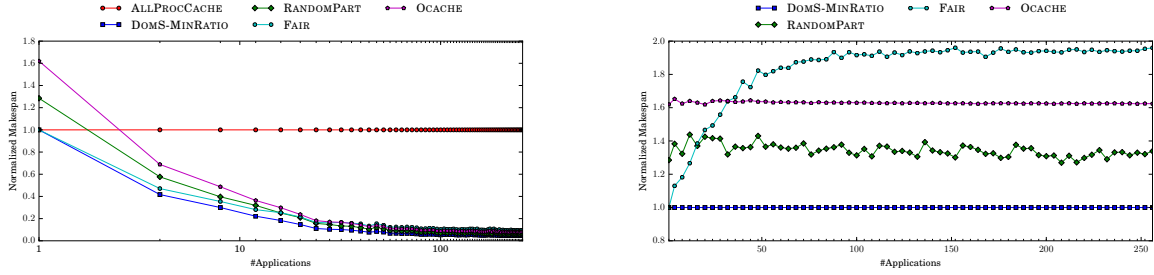 ALLPROCCACHE RANDOMPART OCACHE
DOMS-MINRATIO FAIR
1.8
1.6
1.4
1.2
1.0
0.8
0.6
0.4
0.2
0.0
Normalized Makespan
1 10 100
#Applications
DOMS-MINRATIO FAIR OCACHE
RANDOMPART
2.0
1.8
1.6
1.4
1.2
1.0
0.8
Normalized Makespan
50 100 150 200 250
#Applications